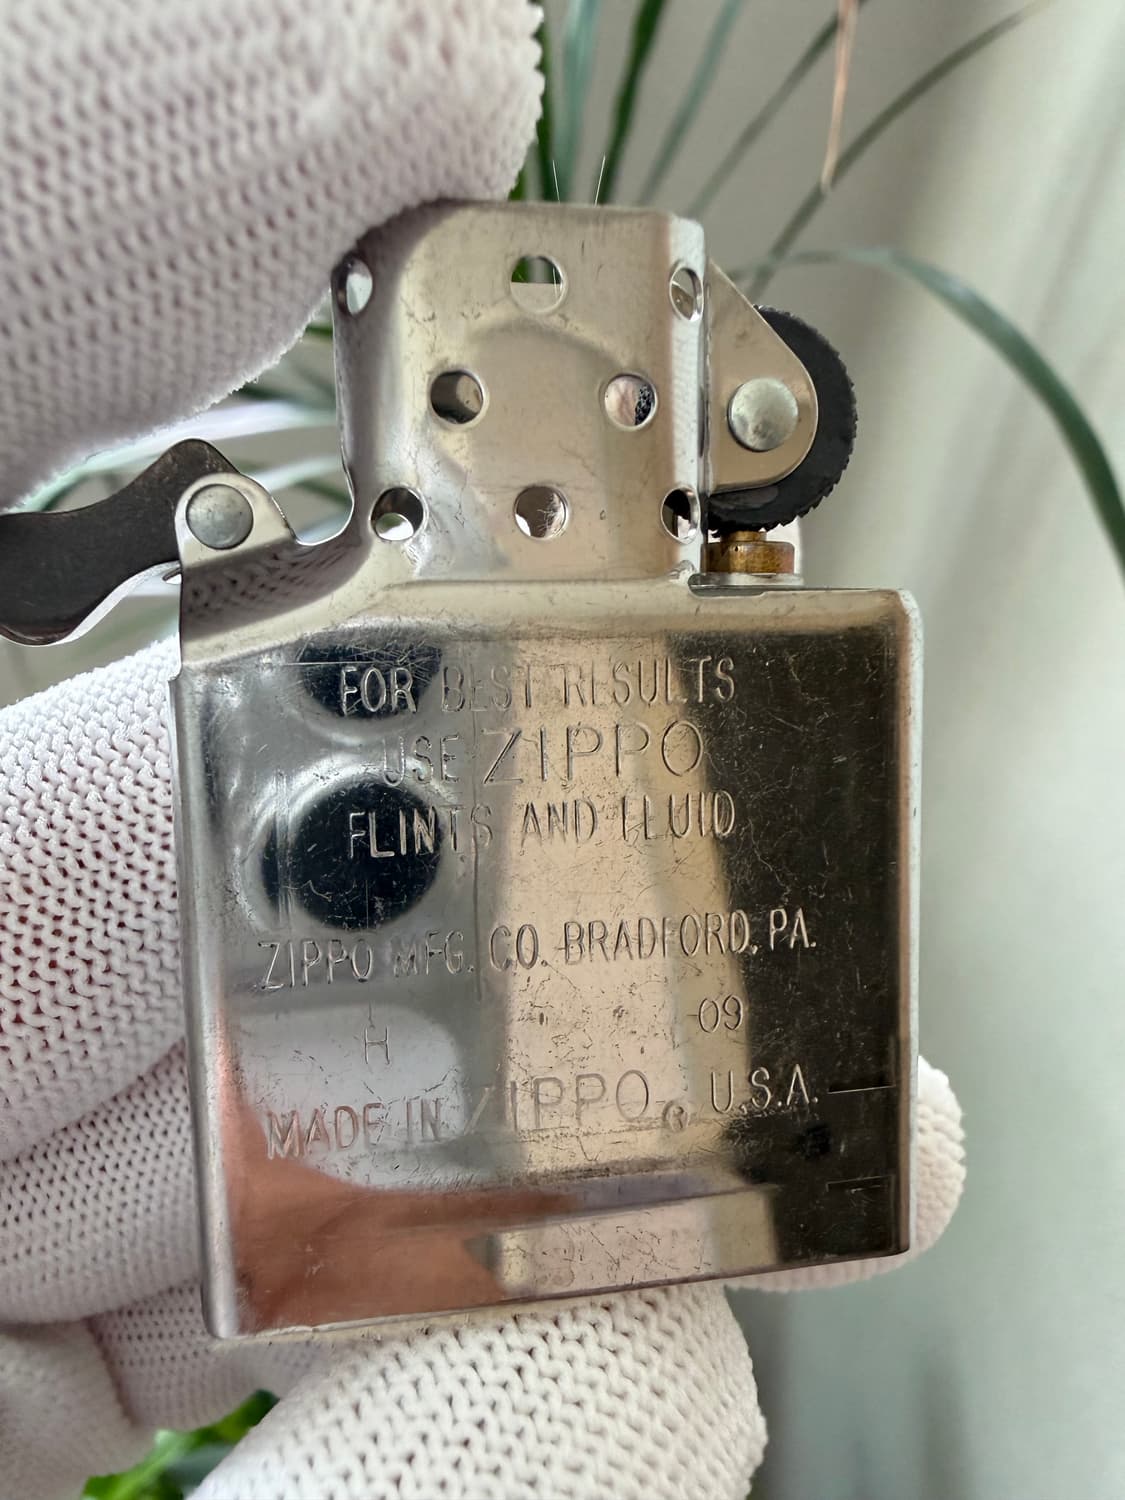 FOR BEST RESULTS
USE ZIPPO
FLINTS AND FLUID
ZIPPO MFG. CO. BRADFORD, PA.
H 09
MADE IN ZIPPO ® U.S.A.